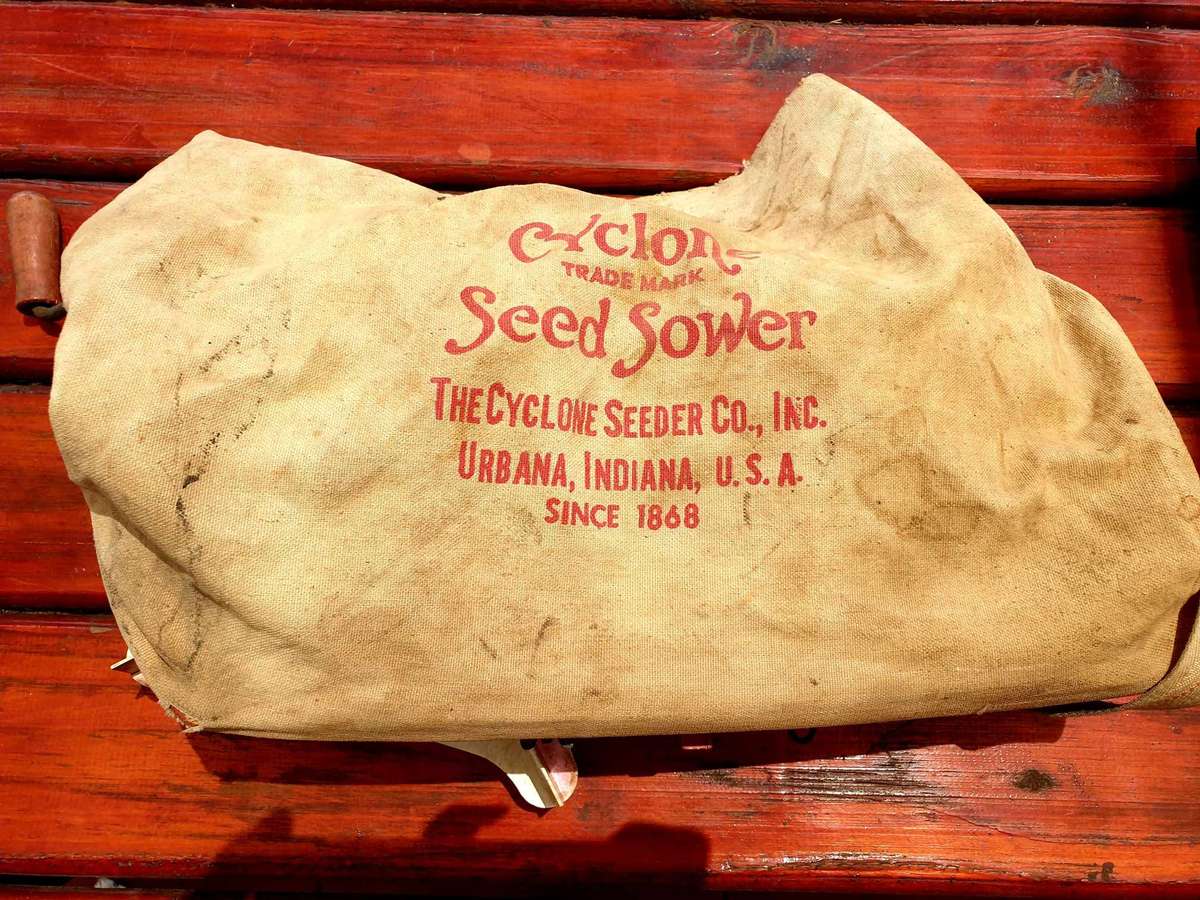 Cyclone
TRADE MARK
Seed Sower
THE CYCLONE SEEDER CO., INC.
URBANA, INDIANA, U.S.A.
SINCE 1868